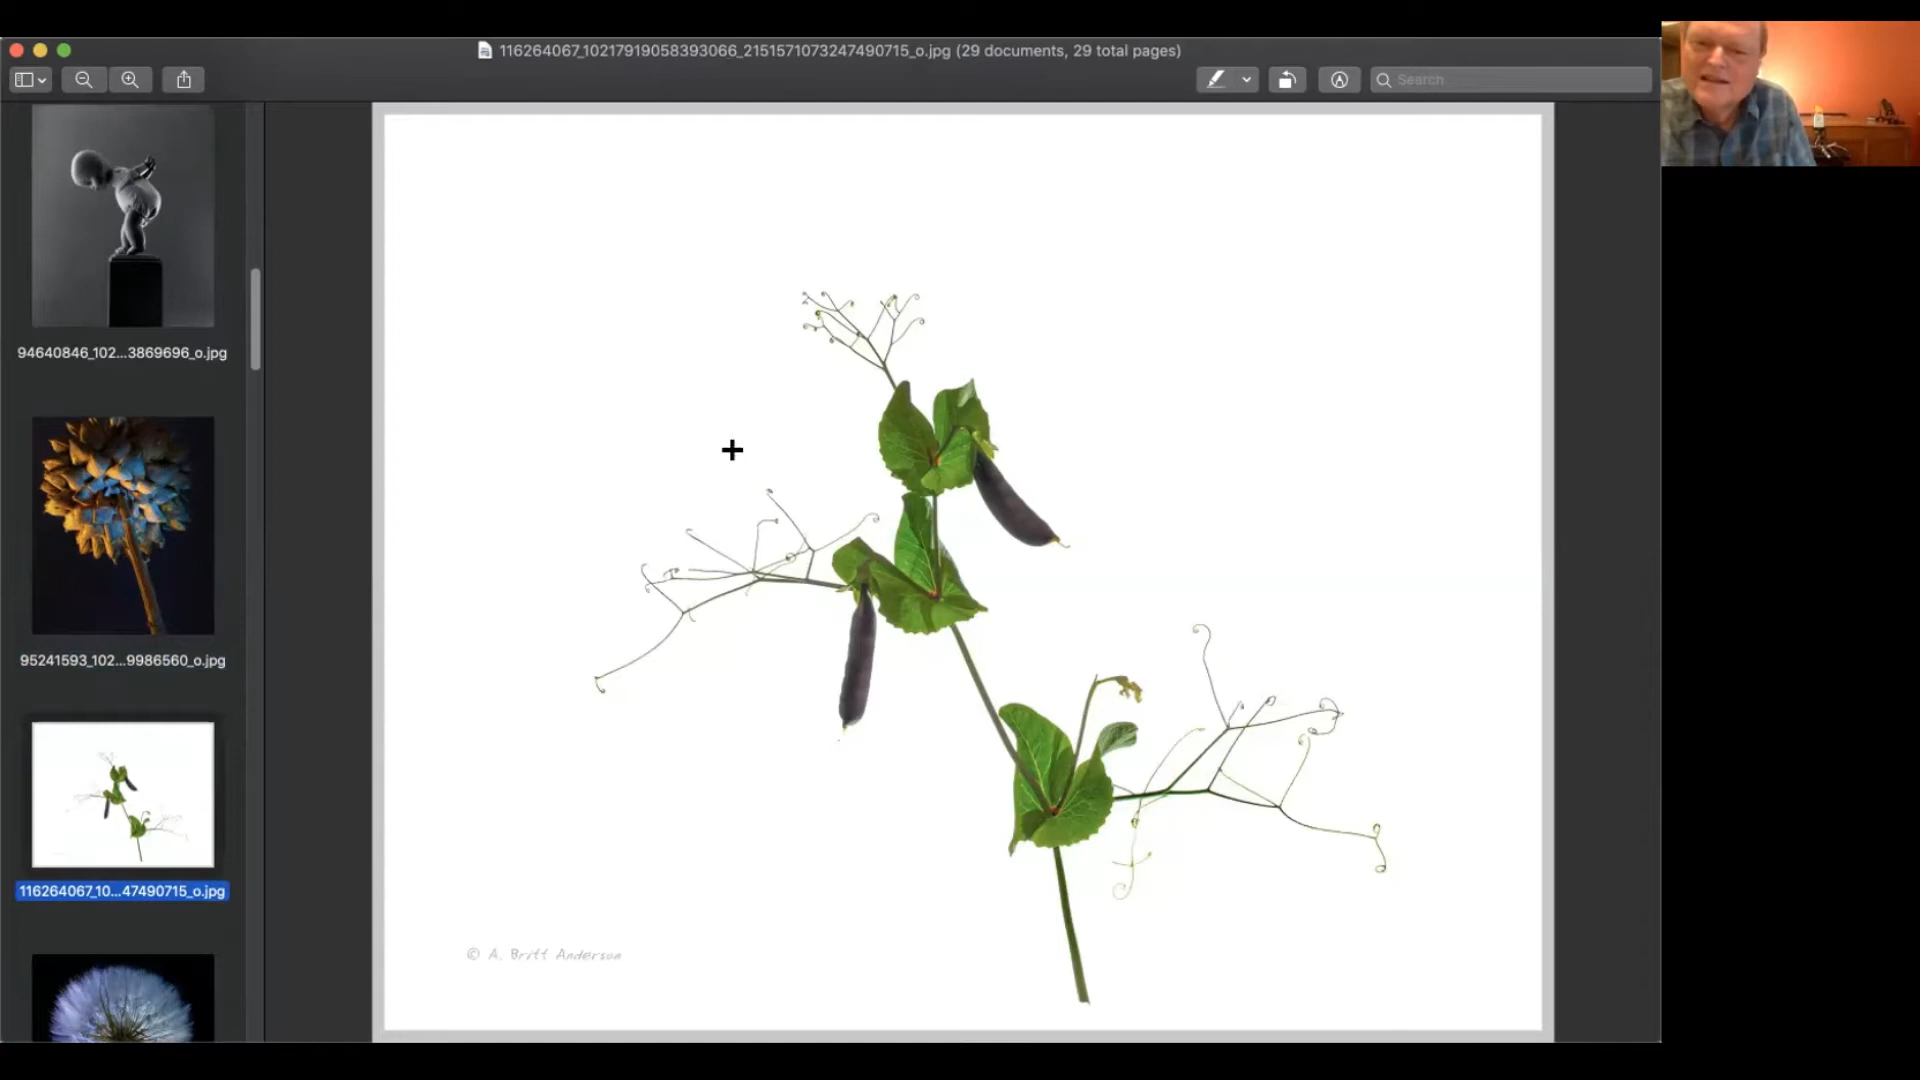 116264067_10217919058393066_2151571073247490715_o.jpg (29 documents, 29 total pages)
Search
94640846_102...3869696_o.jpg
95241593_102...9986560_o.jpg
116264067_10...47490715_o.jpg
© A. Britt Anderson